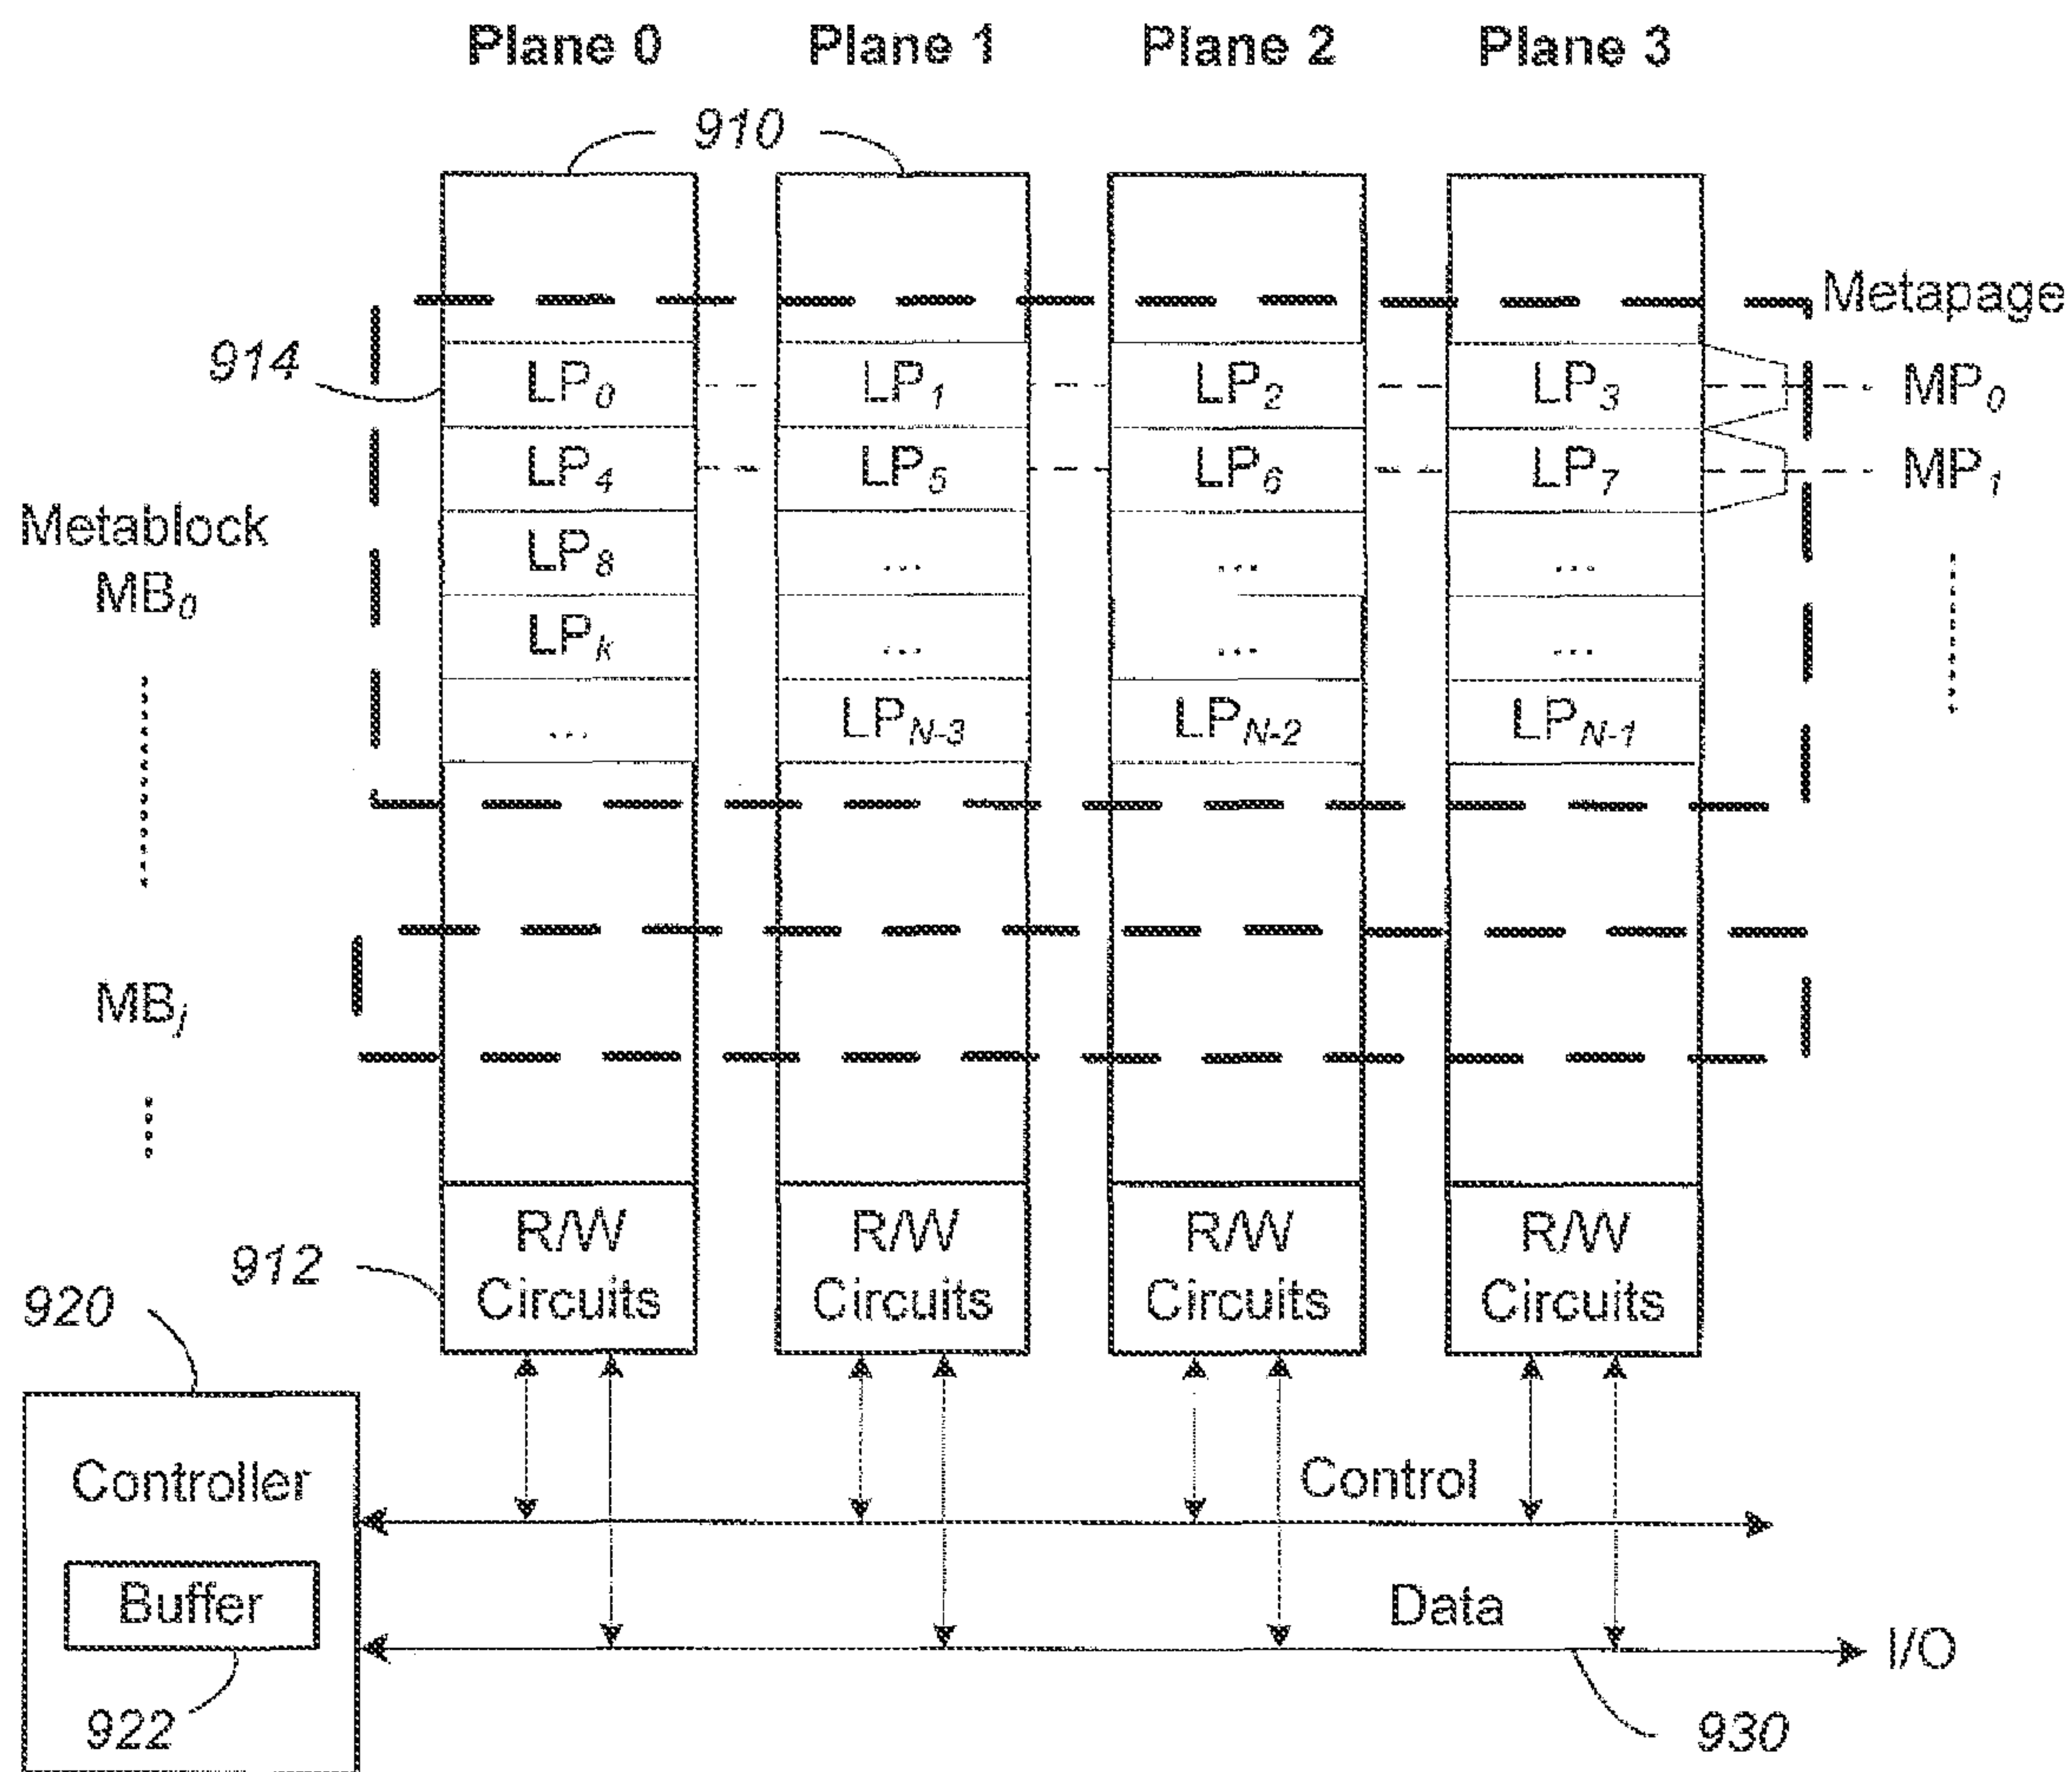 Plane 0 Plane 1 Plane 2 Plane 3
910
Metapage
914
LP0 LP1 LP2 LP3 MP0
LP4 LP5 LP6 LP7 MP1
Metablock
MB0
LP8 ... ... ...
LPk ... ... ...
... LPN-3 LPN-2 LPN-1
MBj
912
R/W Circuits
R/W Circuits
R/W Circuits
R/W Circuits
920
Controller
Control
Buffer
Data
I/O
922
930